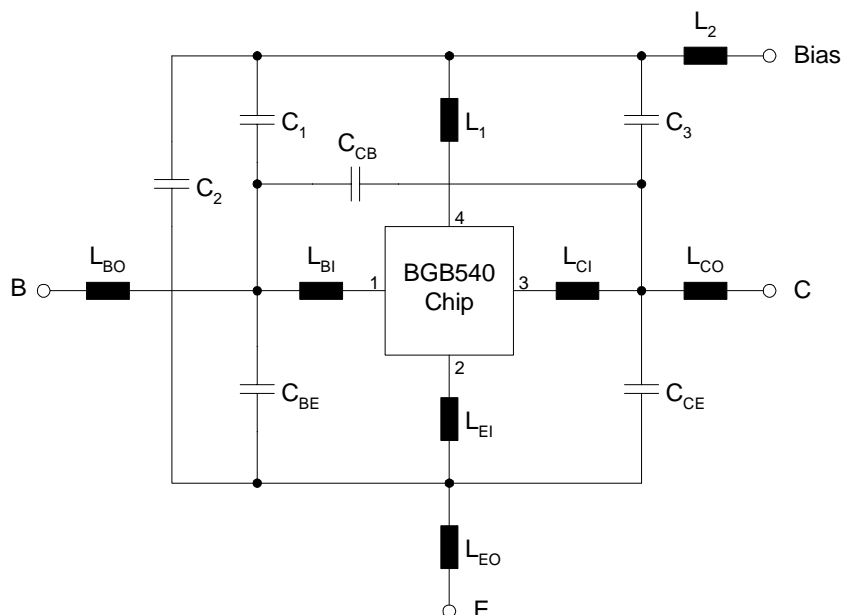 L2
Bias
C1
L1
C3
CCB
C2
4
LBO
LBI
BGB540
LCI
LCO
B
1
Chip
3
C
2
CBE
CCE
LEI
LEO
E